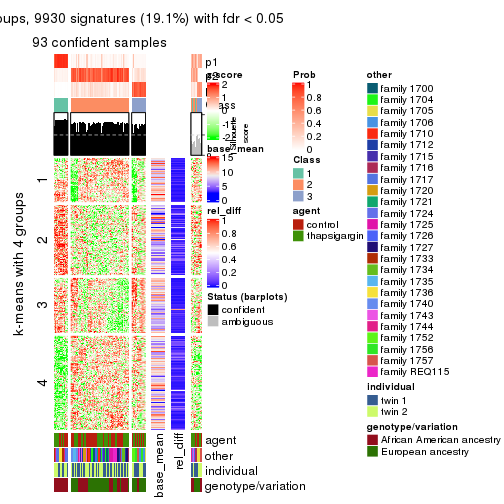 oups, 9930 signatures (19.1%) with fdr < 0.05
93 confident samples
p1
Silhouette
score
k-means with 4 groups
1
2
3
4
base_mean
rel_diff
agent
other
individual
genotype/variation
2
1
-1
-2
base_mean
15
10
5
0
rel_diff
1
0.8
0.6
0.4
0.2
0
Status (barplots)
confident
ambiguous
Prob
1
0.8
0.6
0.4
0.2
0
Class
1
2
3
agent
control
thapsigargin
other
family 1700
family 1704
family 1705
family 1706
family 1710
family 1712
family 1715
family 1716
family 1717
family 1720
family 1721
family 1724
family 1725
family 1726
family 1727
family 1733
family 1734
family 1735
family 1736
family 1740
family 1743
family 1744
family 1752
family 1756
family 1757
family REQ115
individual
twin 1
twin 2
genotype/variation
African American ancestry
European ancestry